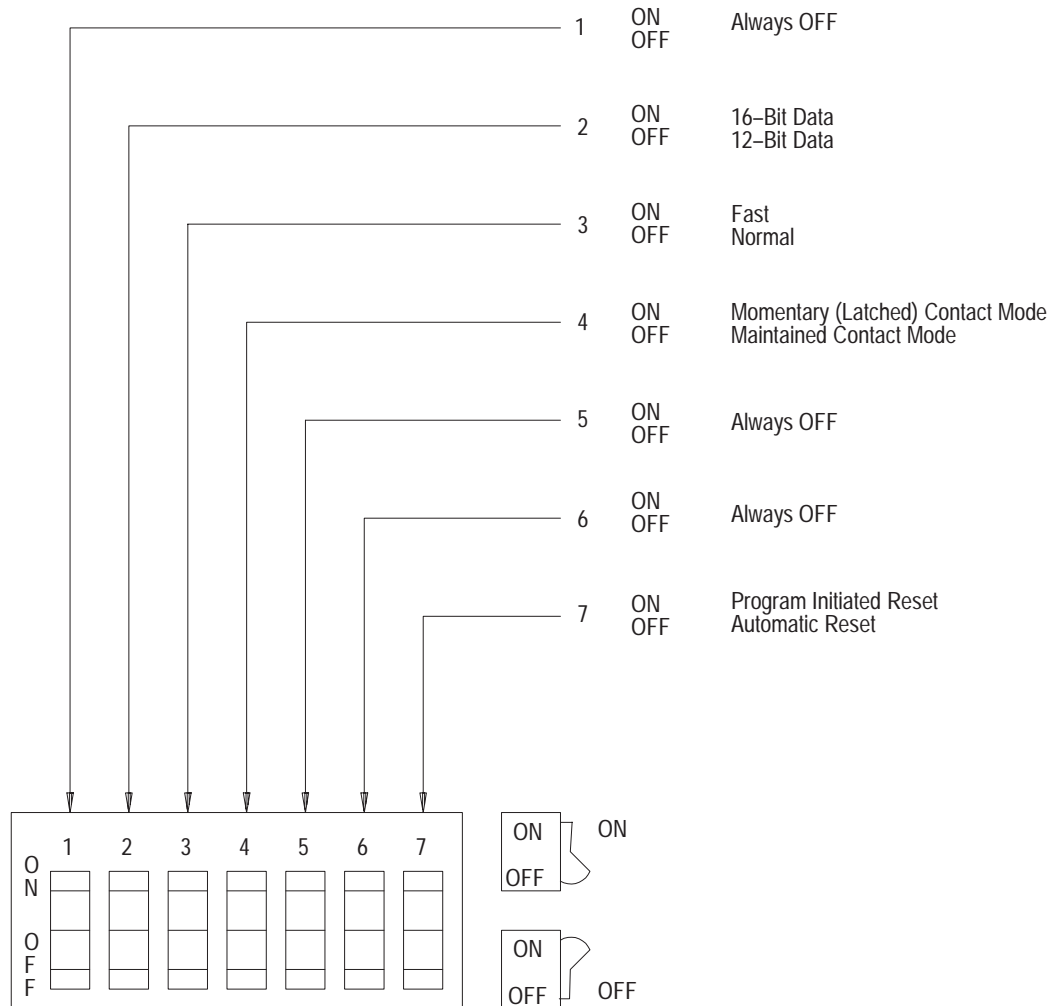 1 ON Always OFF
OFF
2 ON 16–Bit Data
OFF 12–Bit Data
3 ON Fast
OFF Normal
4 ON Momentary (Latched) Contact Mode
OFF Maintained Contact Mode
5 ON Always OFF
OFF
6 ON Always OFF
OFF
7 ON Program Initiated Reset
OFF Automatic Reset
1 2 3 4 5 6 7
ON
OFF
ON ON
OFF
ON
OFF OFF